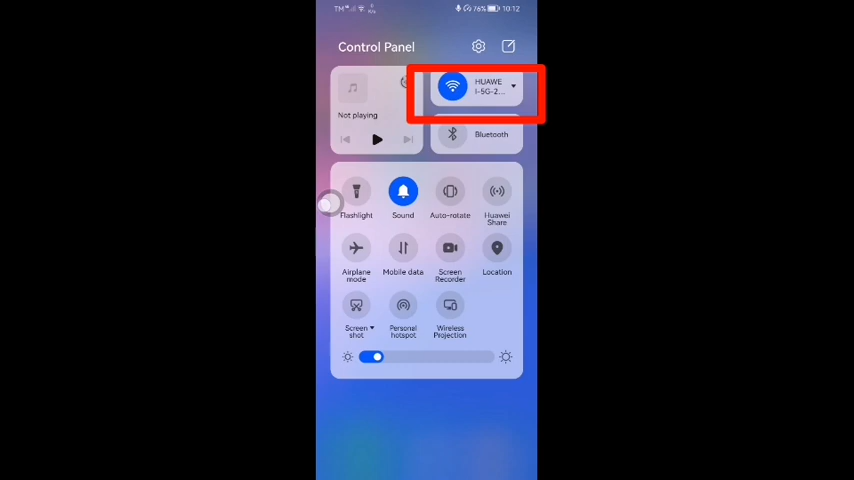 TM 76% 10:12
Control Panel
HUAWE
I-5G-2...
Not playing
Bluetooth
Flashlight Sound Auto-rotate Huawei
Share
Airplane
mode Mobile data Screen
Recorder Location
Screen
shot Personal
hotspot Wireless
Projection